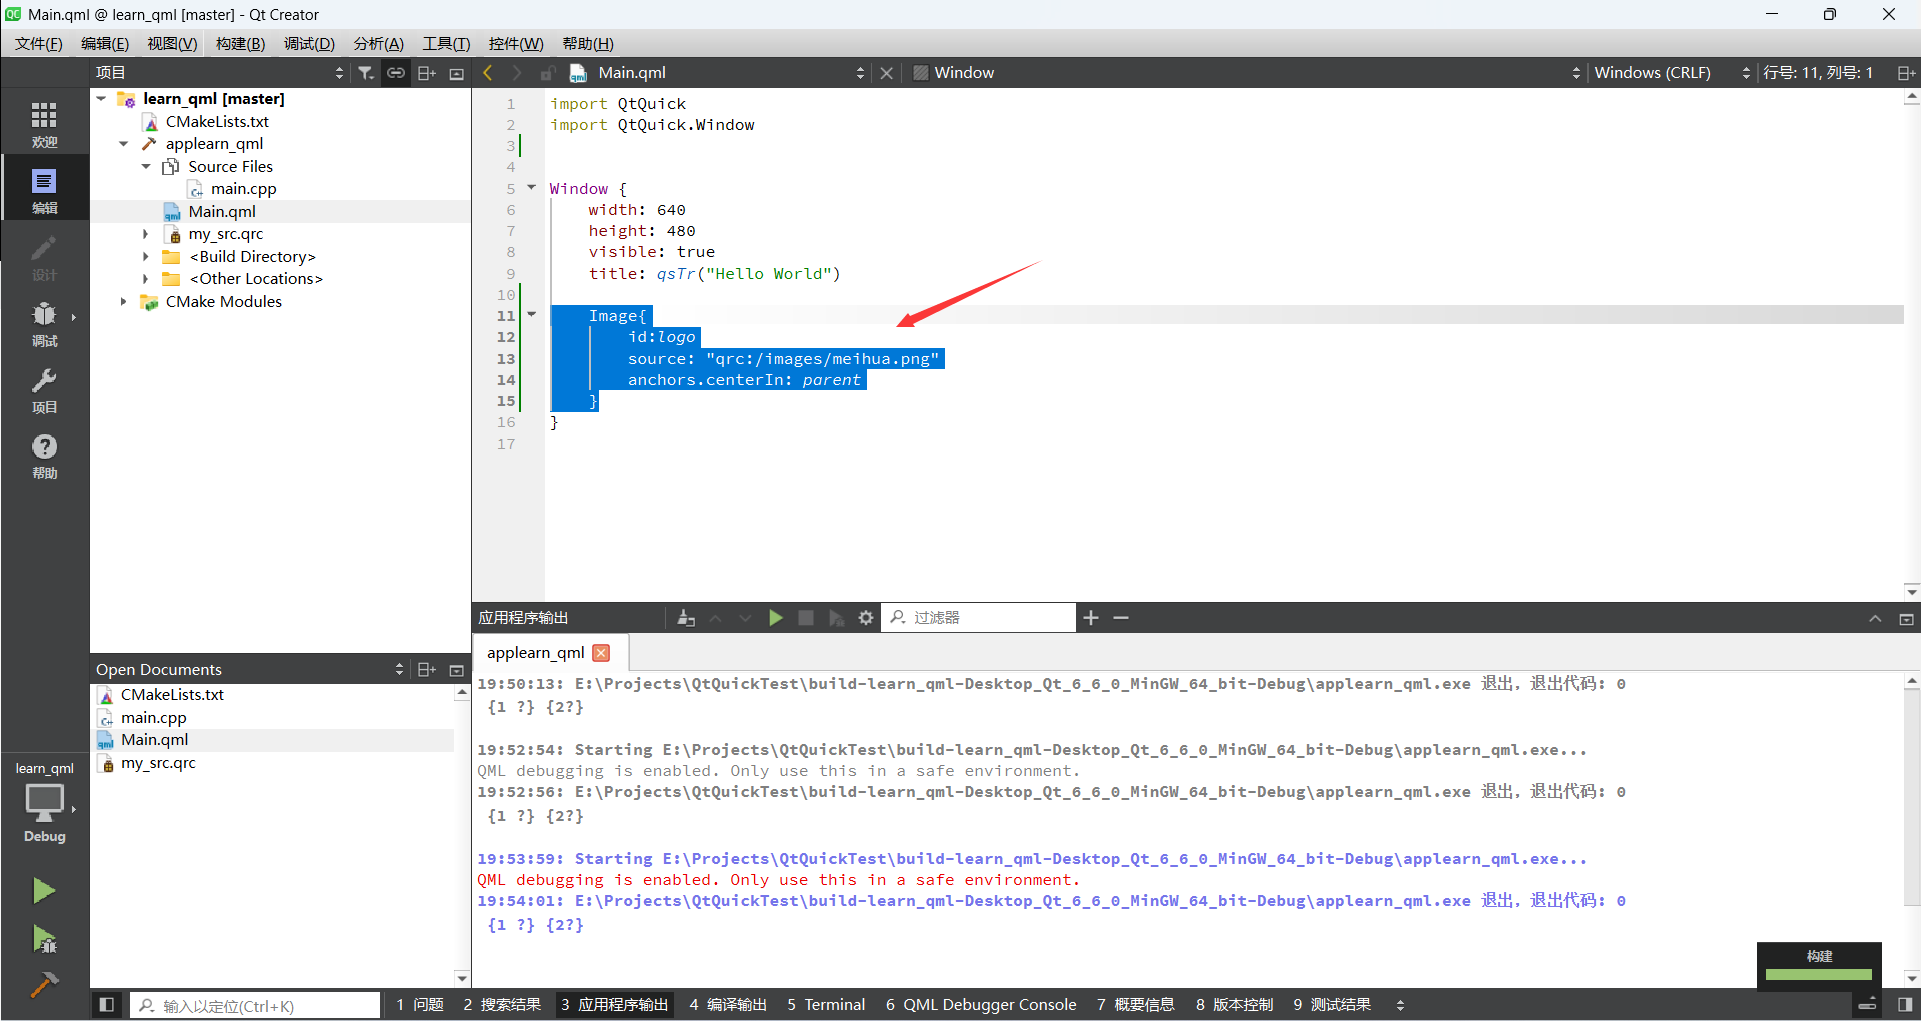 Main.qml @ learn_qml [master] - Qt Creator
文件(F) 编辑(E) 视图(V) 构建(B) 调试(D) 分析(A) 工具(T) 控件(W) 帮助(H)
项目
Main.qml
Window
Windows (CRLF)
行号: 11, 列号: 1
欢迎
编辑
设计
调试
项目
帮助
learn_qml
Debug
learn_qml [master]
CMakeLists.txt
applearn_qml
Source Files
main.cpp
Main.qml
my_src.qrc
<Build Directory>
<Other Locations>
CMake Modules
1 import QtQuick
2 import QtQuick.Window
3
4
5 Window {
6 width: 640
7 height: 480
8 visible: true
9 title: qsTr("Hello World")
10
11 Image{
12 id:logo
13 source: "qrc:/images/meihua.png"
14 anchors.centerIn: parent
15 }
16 }
17
Open Documents
CMakeLists.txt
main.cpp
Main.qml
my_src.qrc
应用程序输出
过滤器
applearn_qml
19:50:13: E:\Projects\QtQuickTest\build-learn_qml-Desktop_Qt_6_6_0_MinGW_64_bit-Debug\applearn_qml.exe 退出，退出代码: 0
{1 ?} {2?}
19:52:54: Starting E:\Projects\QtQuickTest\build-learn_qml-Desktop_Qt_6_6_0_MinGW_64_bit-Debug\applearn_qml.exe...
QML debugging is enabled. Only use this in a safe environment.
19:52:56: E:\Projects\QtQuickTest\build-learn_qml-Desktop_Qt_6_6_0_MinGW_64_bit-Debug\applearn_qml.exe 退出，退出代码: 0
{1 ?} {2?}
19:53:59: Starting E:\Projects\QtQuickTest\build-learn_qml-Desktop_Qt_6_6_0_MinGW_64_bit-Debug\applearn_qml.exe...
QML debugging is enabled. Only use this in a safe environment.
19:54:01: E:\Projects\QtQuickTest\build-learn_qml-Desktop_Qt_6_6_0_MinGW_64_bit-Debug\applearn_qml.exe 退出，退出代码: 0
{1 ?} {2?}
构建
输入以定位(Ctrl+K)
1 问题 2 搜索结果 3 应用程序输出 4 编译输出 5 Terminal 6 QML Debugger Console 7 概要信息 8 版本控制 9 测试结果